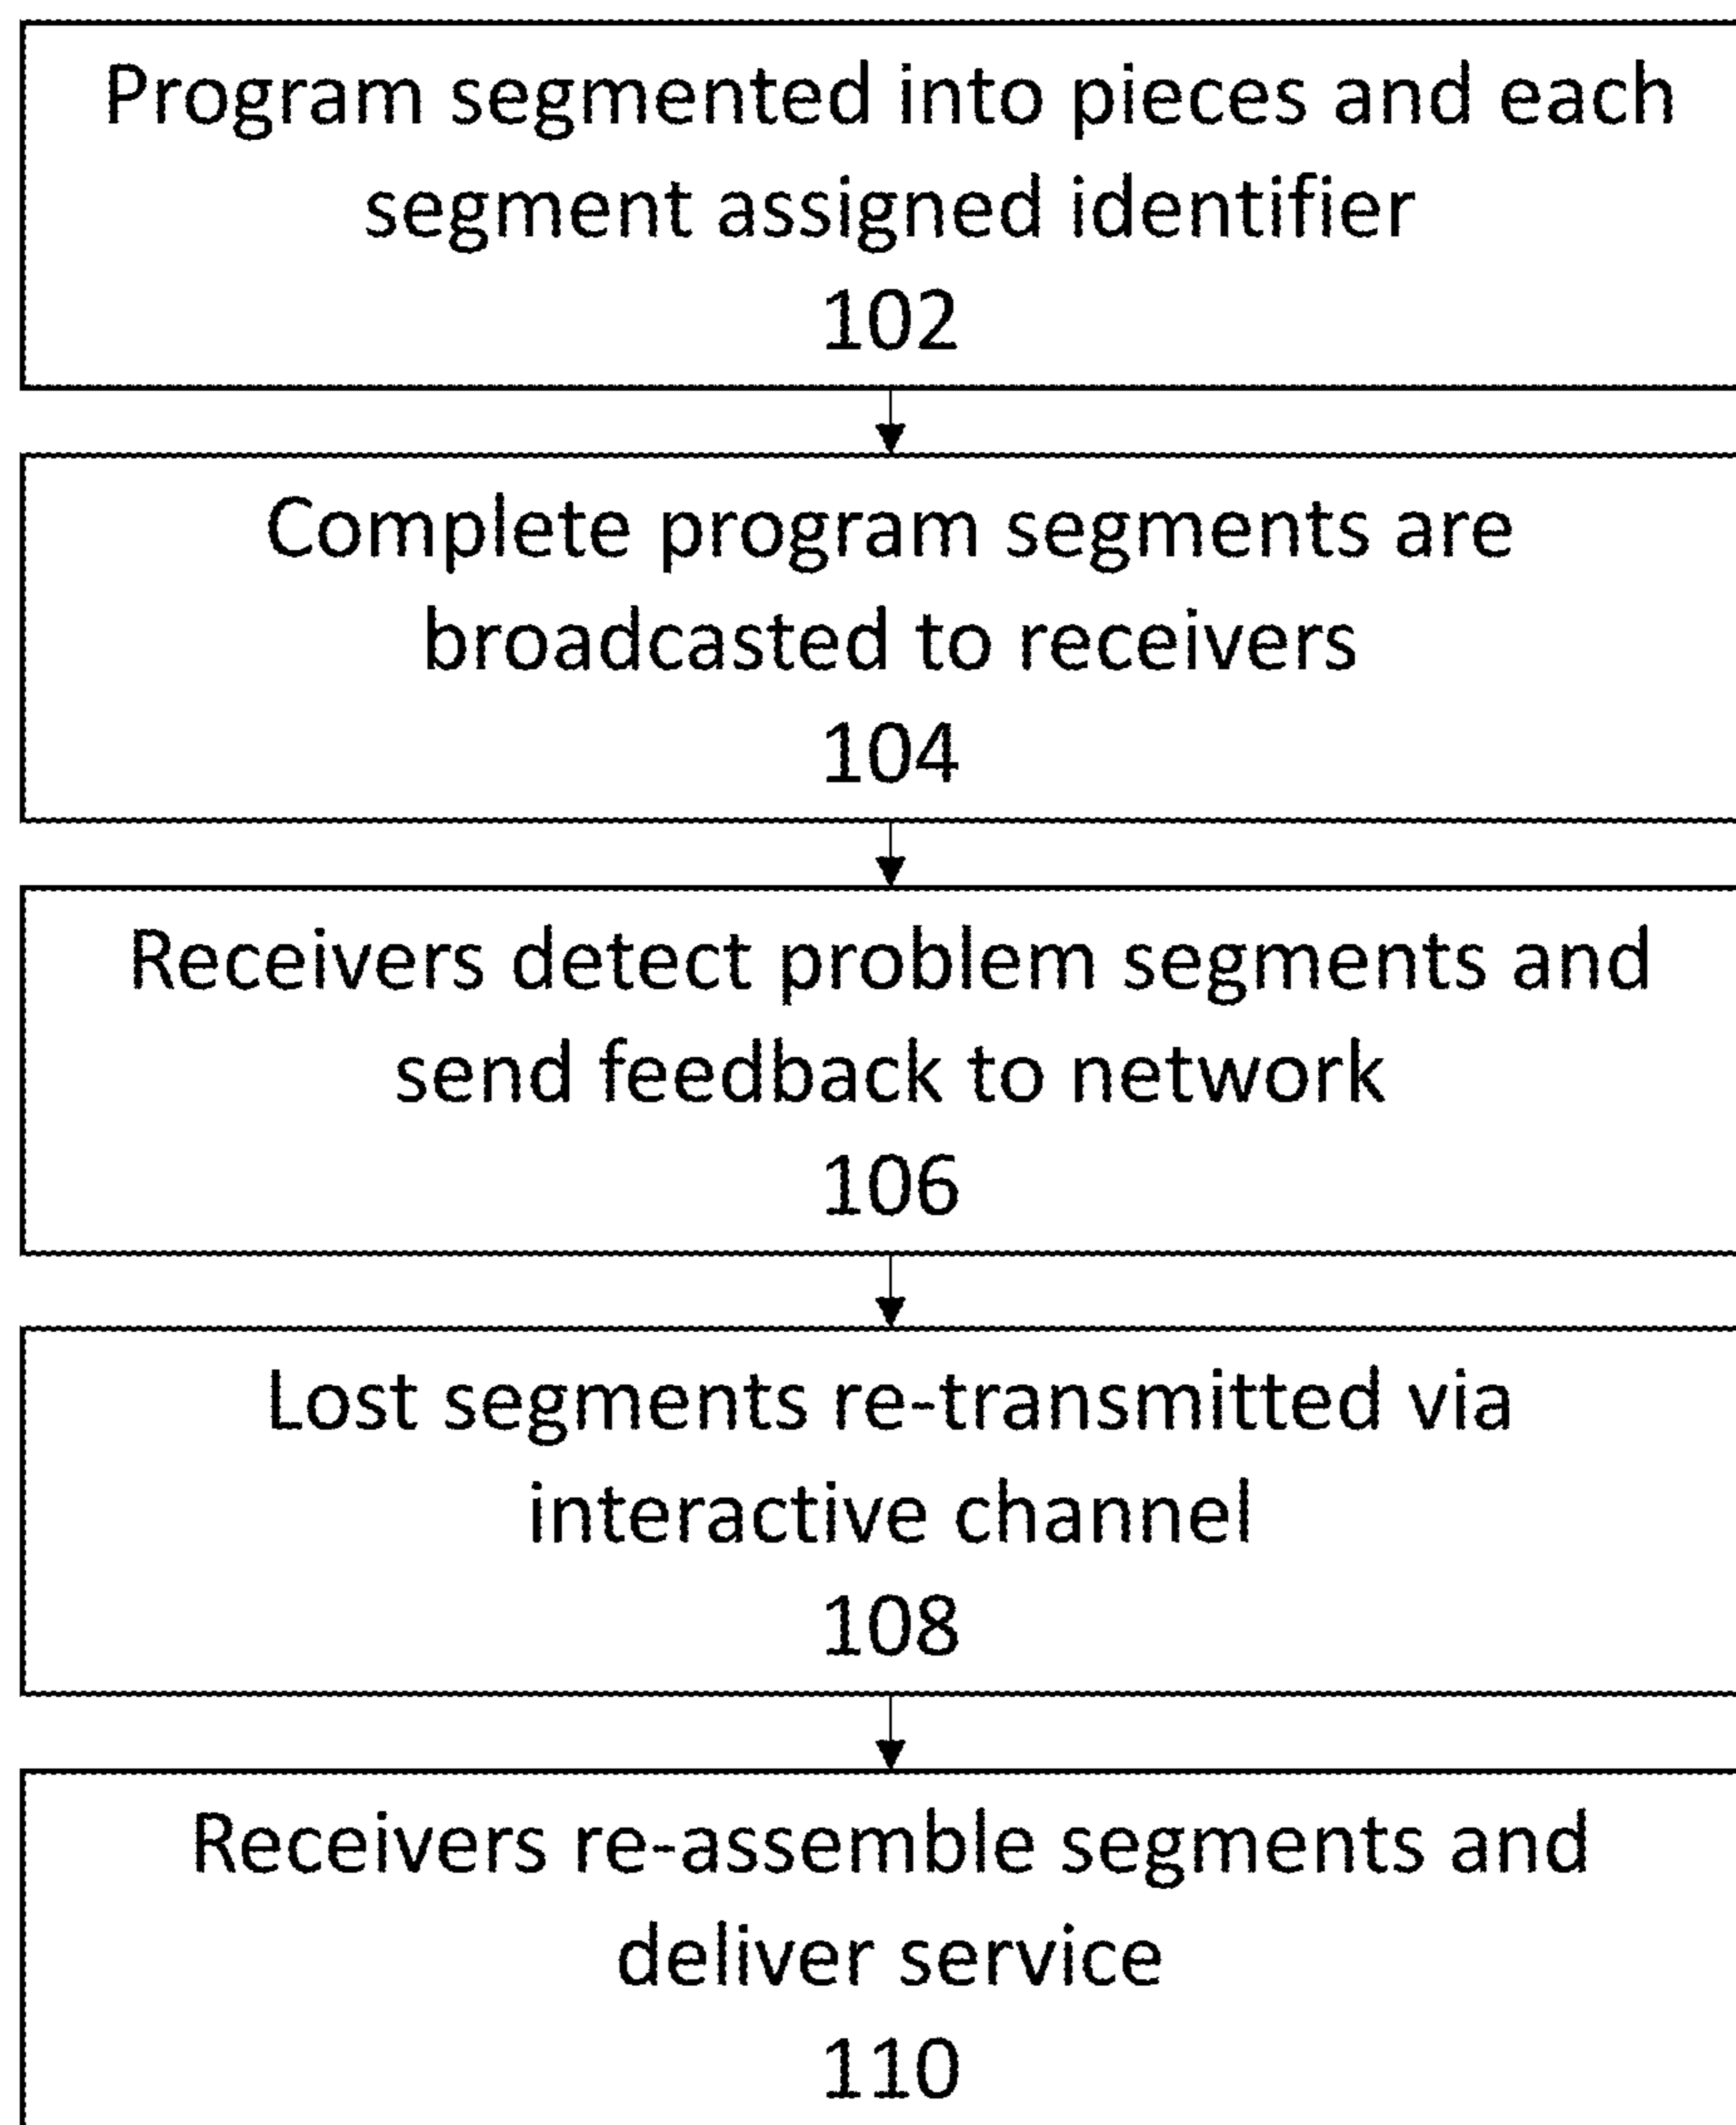 Program segmented into pieces and each
segment assigned identifier
102
Complete program segments are
broadcasted to receivers
104
Receivers detect problem segments and
send feedback to network
106
Lost segments re-transmitted via
interactive channel
108
Receivers re-assemble segments and
deliver service
110